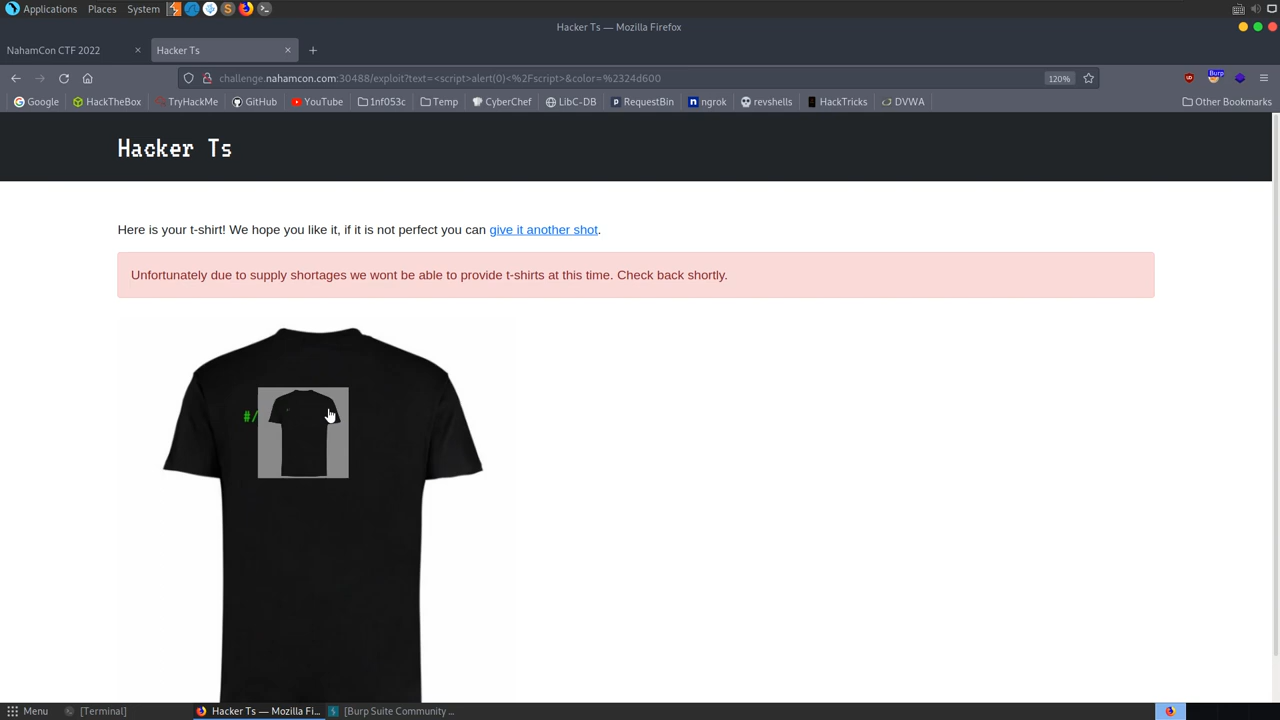 Applications Places System
Hacker Ts — Mozilla Firefox
NahamCon CTF 2022 × Hacker Ts × +
challenge.nahamcon.com:30488/exploit?text=<script>alert(0)<%2Fscript>&color=%2324d600 120% Burp
Google HackTheBox TryHackMe GitHub YouTube 1nf053c Temp CyberChef LibC-DB RequestBin ngrok revshells HackTricks DVWA Other Bookmarks
Hacker Ts
Here is your t-shirt! We hope you like it, if it is not perfect you can give it another shot.
Unfortunately due to supply shortages we wont be able to provide t-shirts at this time. Check back shortly.
#/
Menu [Terminal] Hacker Ts — Mozilla Fi... [Burp Suite Community ...